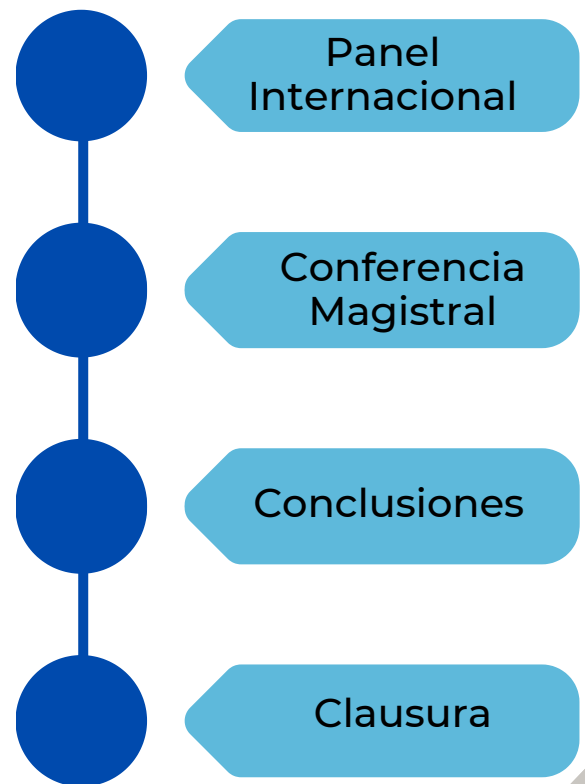 Panel
Internacional
Conferencia
Magistral
Conclusiones
Clausura